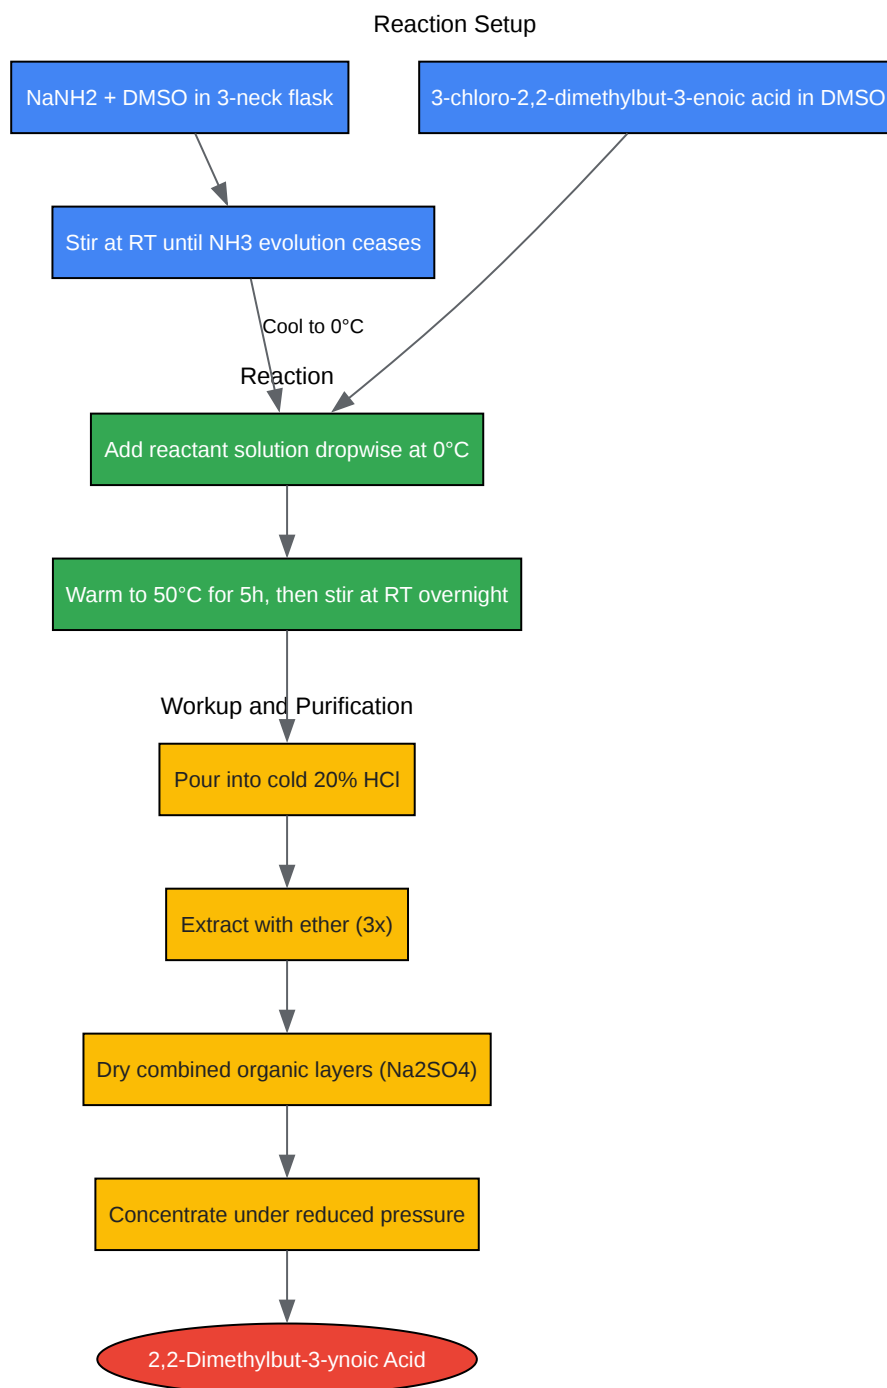 Reaction Setup
NaNH2 + DMSO in 3-neck flask
3-chloro-2,2-dimethylbut-3-enoic acid in DMSO
Stir at RT until NH3 evolution ceases
Cool to 0°C
Reaction
Add reactant solution dropwise at 0°C
Warm to 50°C for 5h, then stir at RT overnight
Workup and Purification
Pour into cold 20% HCl
Extract with ether (3x)
Dry combined organic layers (Na2SO4)
Concentrate under reduced pressure
2,2-Dimethylbut-3-ynoic Acid